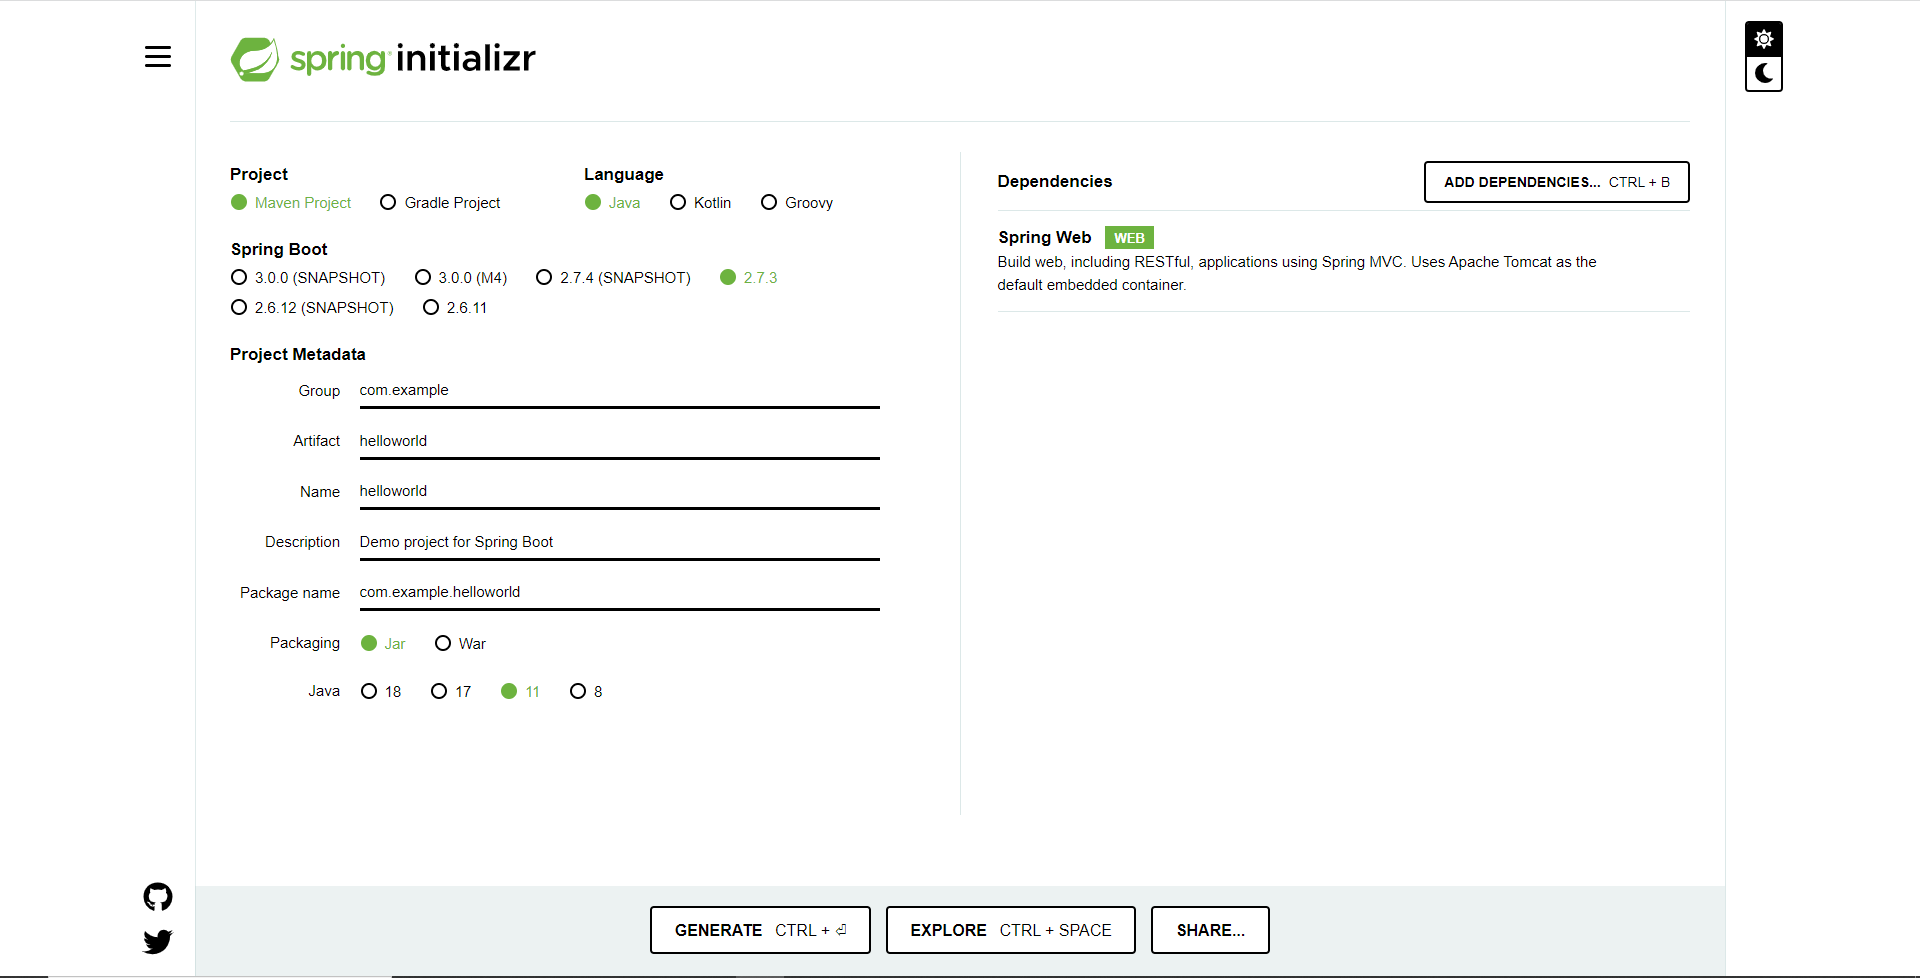 spring initializr
Project
Maven Project Gradle Project
Language
Java Kotlin Groovy
Spring Boot
3.0.0 (SNAPSHOT) 3.0.0 (M4) 2.7.4 (SNAPSHOT) 2.7.3
2.6.12 (SNAPSHOT) 2.6.11
Project Metadata
Group com.example
Artifact helloworld
Name helloworld
Description Demo project for Spring Boot
Package name com.example.helloworld
Packaging Jar War
Java 18 17 11 8
Dependencies
ADD DEPENDENCIES... CTRL + B
Spring Web WEB
Build web, including RESTful, applications using Spring MVC. Uses Apache Tomcat as the
default embedded container.
GENERATE CTRL + ⏎ EXPLORE CTRL + SPACE SHARE...